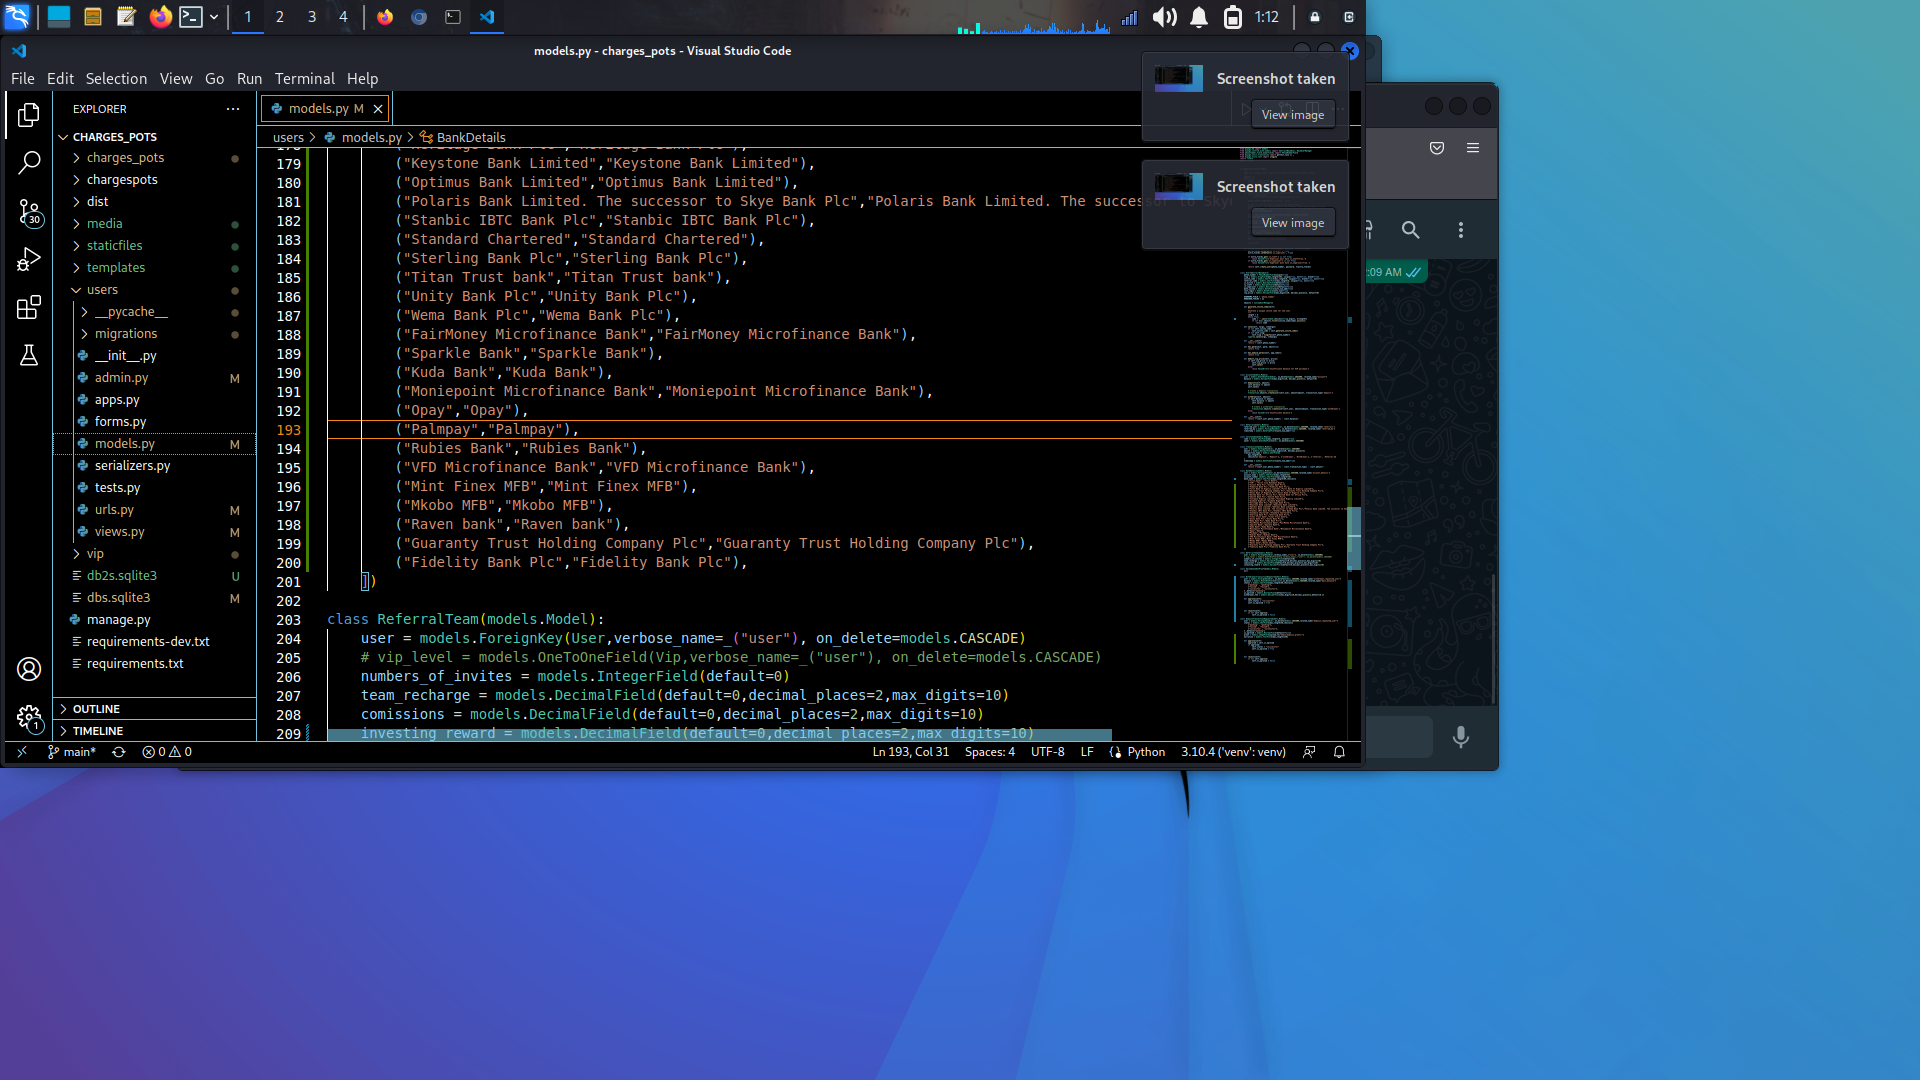 1 2 3 4
1:12
models.py - charges_pots - Visual Studio Code
File Edit Selection View Go Run Terminal Help
Screenshot taken
View image
Screenshot taken
View image
EXPLORER
CHARGES_POTS
charges_pots
chargespots
dist
media
staticfiles
templates
users
__pycache__
migrations
__init__.py
admin.py M
apps.py
forms.py
models.py M
serializers.py
tests.py
urls.py M
views.py M
vip
db2s.sqlite3 U
dbs.sqlite3 M
manage.py
requirements-dev.txt
requirements.txt
OUTLINE
TIMELINE
30
1
models.py M
users > models.py > BankDetails
179 ("Keystone Bank Limited","Keystone Bank Limited"),
180 ("Optimus Bank Limited","Optimus Bank Limited"),
181 ("Polaris Bank Limited. The successor to Skye Bank Plc","Polaris Bank Limited. The successor to Skye
182 ("Stanbic IBTC Bank Plc","Stanbic IBTC Bank Plc"),
183 ("Standard Chartered","Standard Chartered"),
184 ("Sterling Bank Plc","Sterling Bank Plc"),
185 ("Titan Trust bank","Titan Trust bank"),
186 ("Unity Bank Plc","Unity Bank Plc"),
187 ("Wema Bank Plc","Wema Bank Plc"),
188 ("FairMoney Microfinance Bank","FairMoney Microfinance Bank"),
189 ("Sparkle Bank","Sparkle Bank"),
190 ("Kuda Bank","Kuda Bank"),
191 ("Moniepoint Microfinance Bank","Moniepoint Microfinance Bank"),
192 ("Opay","Opay"),
193 ("Palmpay","Palmpay"),
194 ("Rubies Bank","Rubies Bank"),
195 ("VFD Microfinance Bank","VFD Microfinance Bank"),
196 ("Mint Finex MFB","Mint Finex MFB"),
197 ("Mkobo MFB","Mkobo MFB"),
198 ("Raven bank","Raven bank"),
199 ("Guaranty Trust Holding Company Plc","Guaranty Trust Holding Company Plc"),
200 ("Fidelity Bank Plc","Fidelity Bank Plc"),
201 ])
202
203 class ReferralTeam(models.Model):
204 user = models.ForeignKey(User,verbose_name=_("user"), on_delete=models.CASCADE)
205 # vip_level = models.OneToOneField(Vip,verbose_name=_("user"), on_delete=models.CASCADE)
206 numbers_of_invites = models.IntegerField(default=0)
207 team_recharge = models.DecimalField(default=0,decimal_places=2,max_digits=10)
208 comissions = models.DecimalField(default=0,decimal_places=2,max_digits=10)
209 investing_reward = models.DecimalField(default=0,decimal_places=2,max_digits=10)
:09 AM
main* 0 0
Ln 193, Col 31 Spaces: 4 UTF-8 LF Python 3.10.4 ('venv': venv)